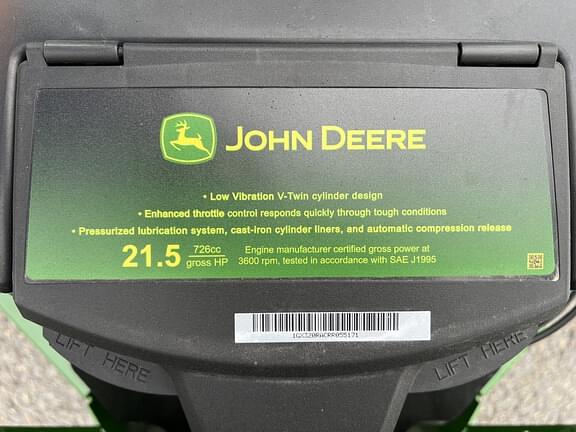 JOHN DEERE
• Low Vibration V-Twin cylinder design
• Enhanced throttle control responds quickly through tough conditions
• Pressurized lubrication system, cast-iron cylinder liners, and automatic compression release
21.5 726cc gross HP
Engine manufacturer certified gross power at
3600 rpm, tested in accordance with SAE J1995
LIFT HERE
LIFT HERE